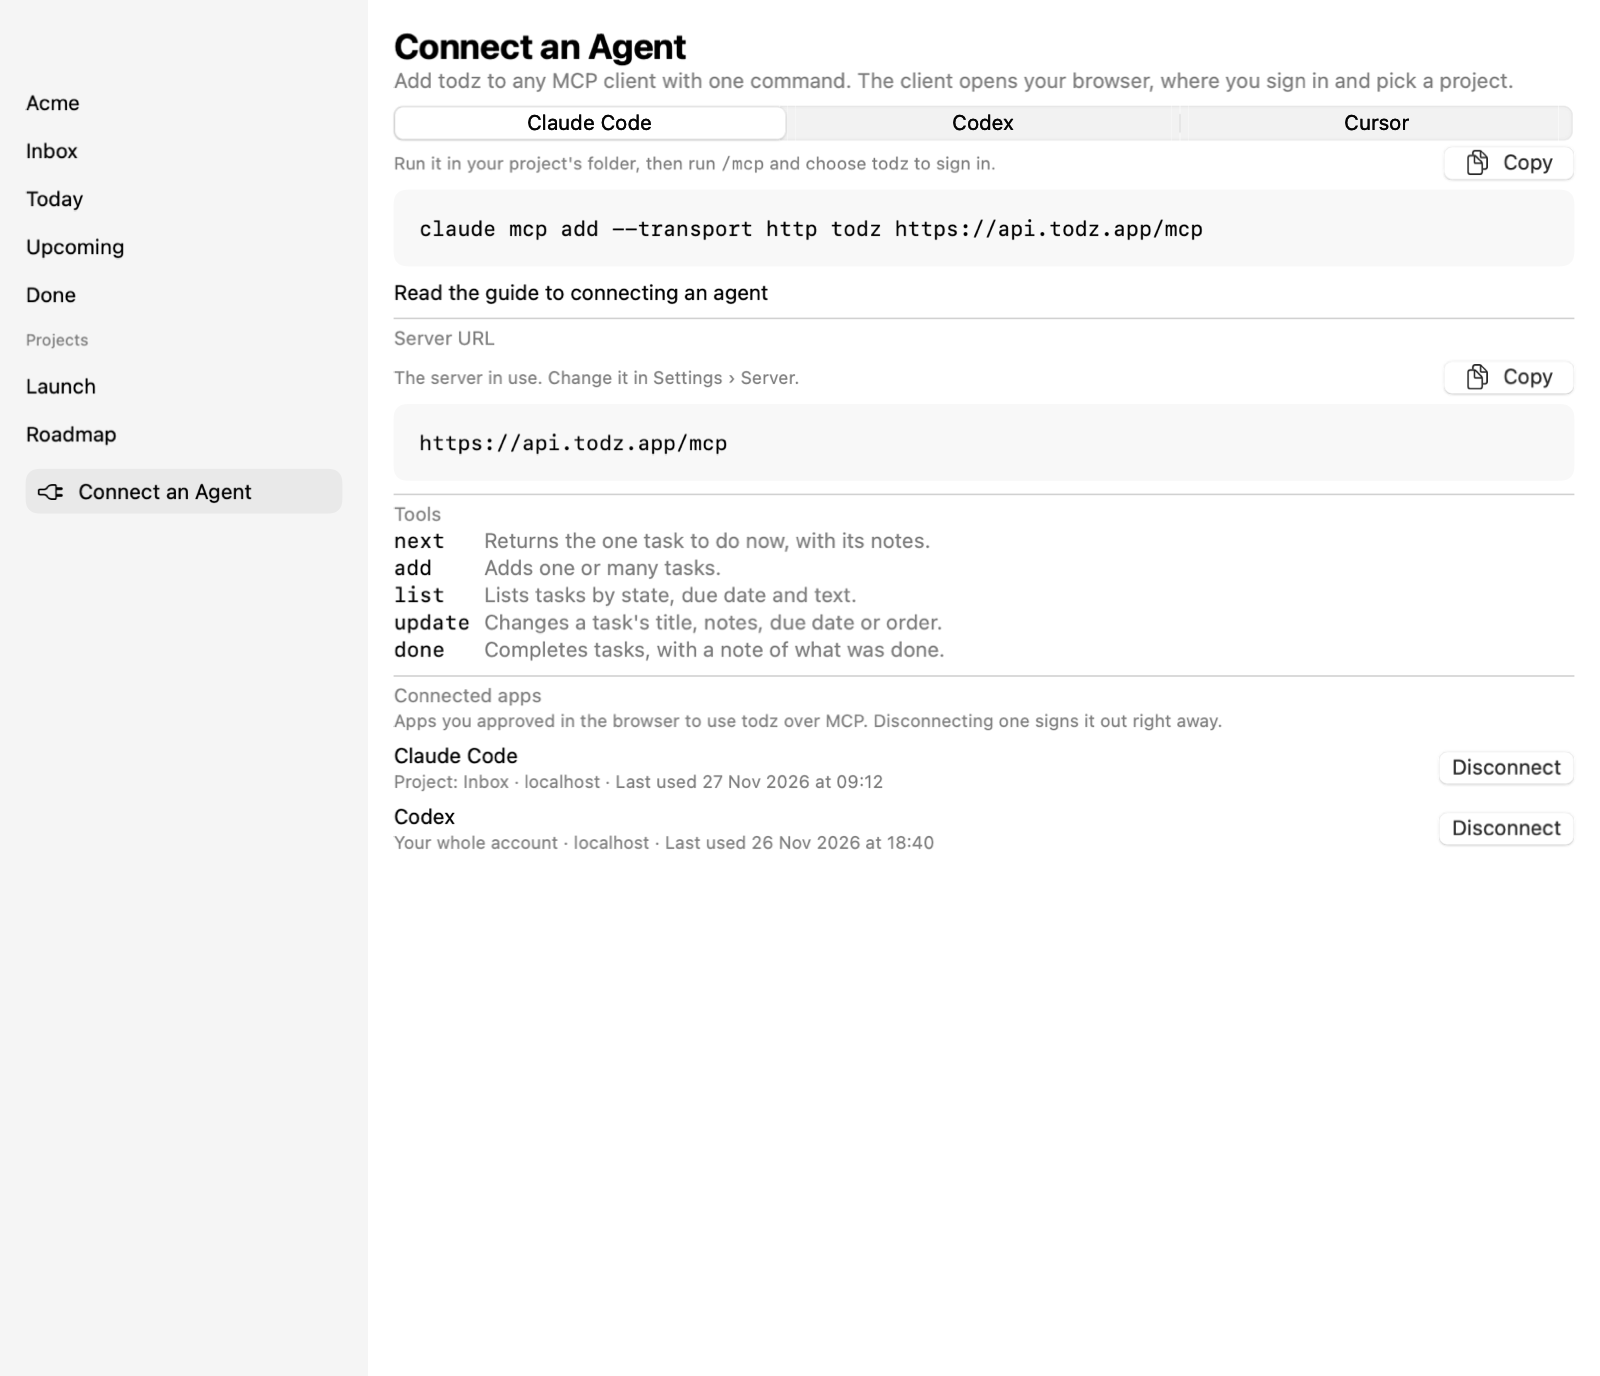 Acme
Inbox
Today
Upcoming
Done
Projects
Launch
Roadmap
Connect an Agent
Connect an Agent
Add todz to any MCP client with one command. The client opens your browser, where you sign in and pick a project.
Claude Code
Codex
Cursor
Run it in your project's folder, then run /mcp and choose todz to sign in.
Copy
claude mcp add --transport http todz https://api.todz.app/mcp
Read the guide to connecting an agent
Server URL
The server in use. Change it in Settings › Server.
Copy
https://api.todz.app/mcp
Tools
next Returns the one task to do now, with its notes.
add Adds one or many tasks.
list Lists tasks by state, due date and text.
update Changes a task's title, notes, due date or order.
done Completes tasks, with a note of what was done.
Connected apps
Apps you approved in the browser to use todz over MCP. Disconnecting one signs it out right away.
Claude Code
Project: Inbox · localhost · Last used 27 Nov 2026 at 09:12
Disconnect
Codex
Your whole account · localhost · Last used 26 Nov 2026 at 18:40
Disconnect